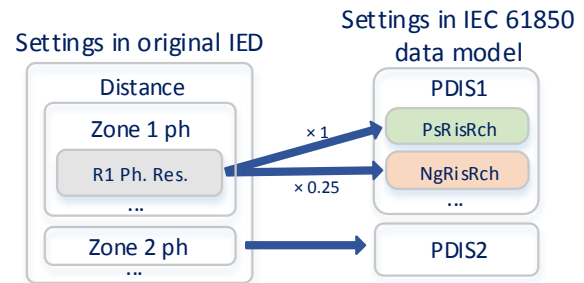 Settings in original IED
Distance
Zone 1 ph
R1 Ph. Res.
...
Zone 2 ph
...
× 1
× 0.25
Settings in IEC 61850
data model
PDIS1
PsRisRch
NgRisRch
...
PDIS2